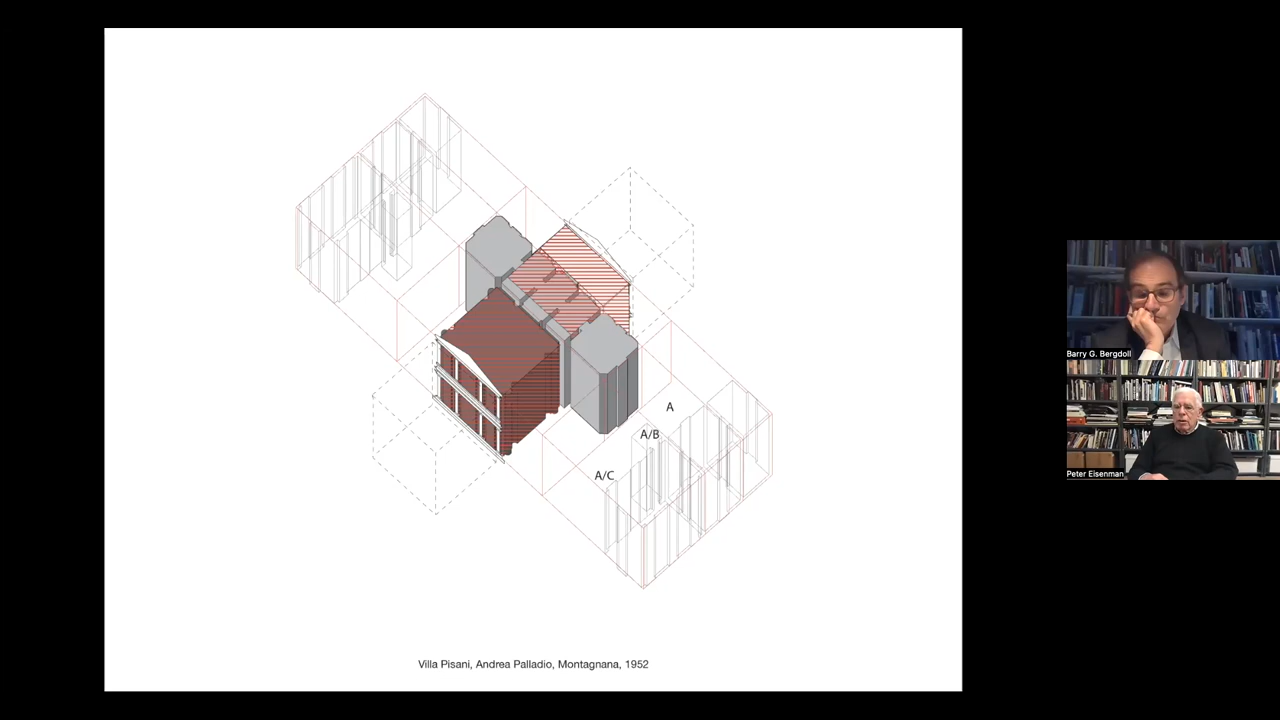 A
A/B
A/C
Villa Pisani, Andrea Palladio, Montagnana, 1952
Barry G. Bergdoll
Peter Eisenman